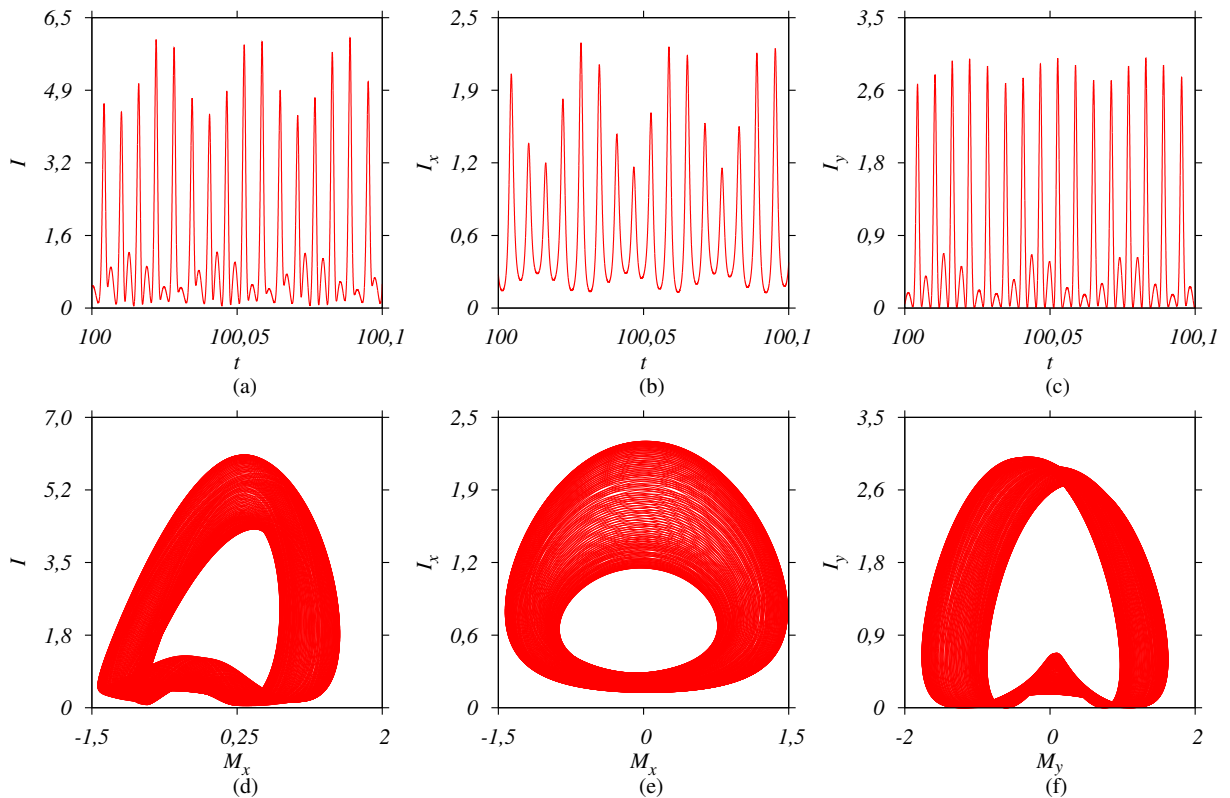 6,5
4,9
3,2
1,6
0
I
100
100,05
100,1
t
(a)
2,5
1,9
1,2
0,6
0
I_x
100
100,05
100,1
t
(b)
3,5
2,6
1,8
0,9
0
I_y
100
100,05
100,1
t
(c)
7,0
5,2
3,5
1,8
0
I
-1,5
0,25
2
M_x
(d)
2,5
1,9
1,2
0,6
0
I_x
-1,5
0
1,5
M_x
(e)
3,5
2,6
1,8
0,9
0
I_y
-2
0
2
M_y
(f)